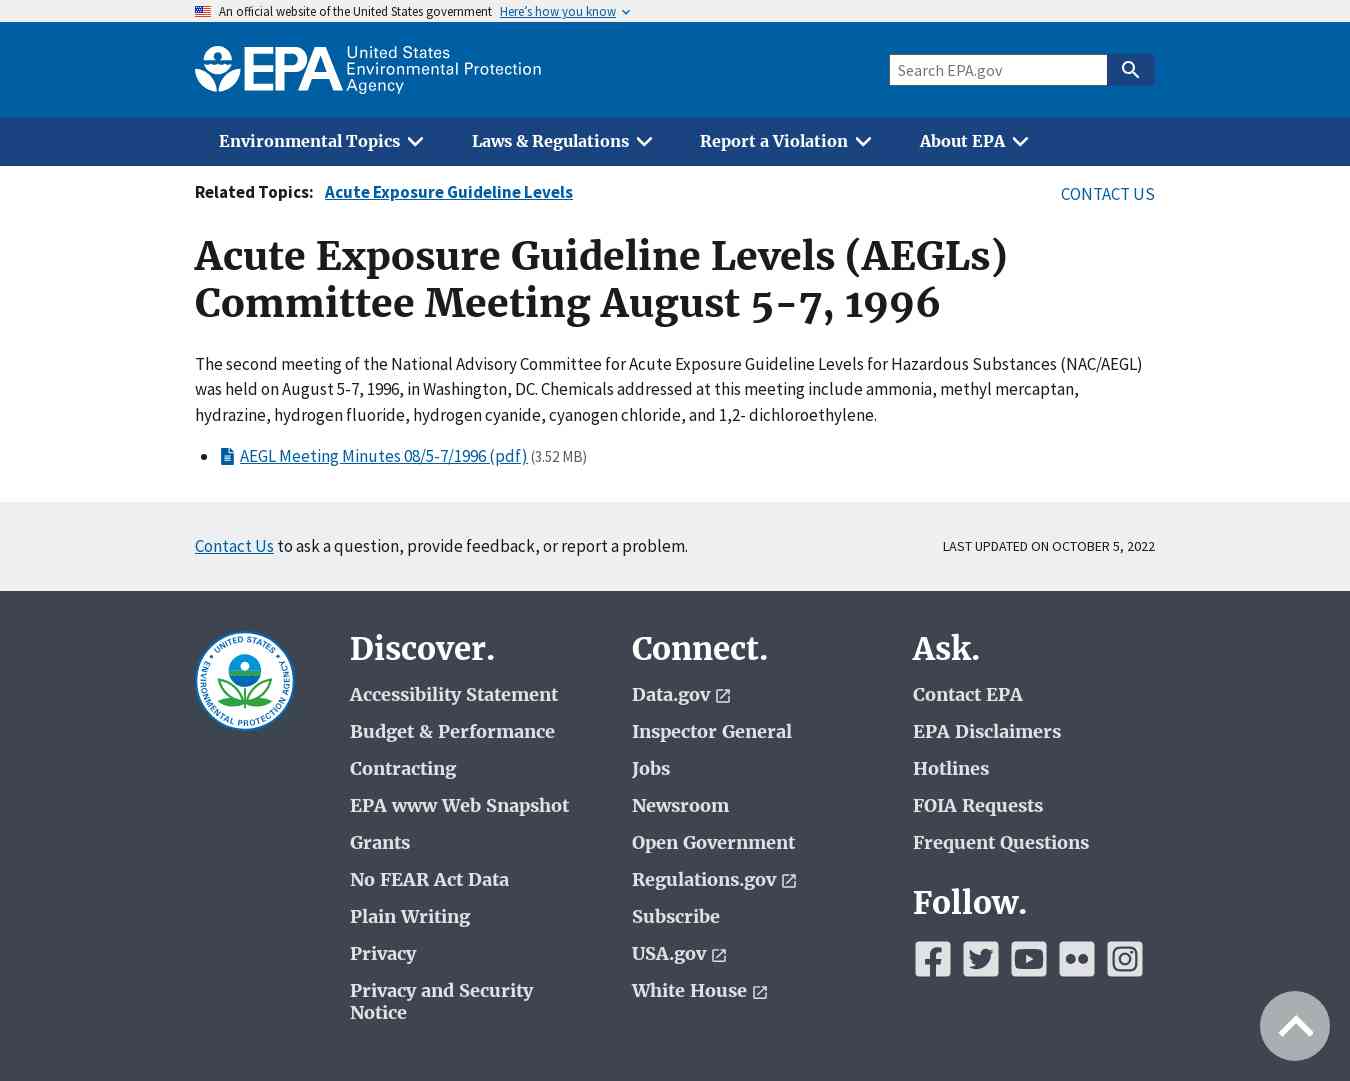 An official website of the United States government Here's how you know
EPA United States
Environmental Protection
Agency
Search EPA.gov
Environmental Topics Laws & Regulations Report a Violation About EPA
Related Topics: Acute Exposure Guideline Levels
CONTACT US
Acute Exposure Guideline Levels (AEGLs)
Committee Meeting August 5-7, 1996
The second meeting of the National Advisory Committee for Acute Exposure Guideline Levels for Hazardous Substances (NAC/AEGL)
was held on August 5-7, 1996, in Washington, DC. Chemicals addressed at this meeting include ammonia, methyl mercaptan,
hydrazine, hydrogen fluoride, hydrogen cyanide, cyanogen chloride, and 1,2- dichloroethylene.
AEGL Meeting Minutes 08/5-7/1996 (pdf) (3.52 MB)
Contact Us to ask a question, provide feedback, or report a problem.
LAST UPDATED ON OCTOBER 5, 2022
UNITED STATES ENVIRONMENTAL PROTECTION AGENCY
Discover.
Accessibility Statement
Budget & Performance
Contracting
EPA www Web Snapshot
Grants
No FEAR Act Data
Plain Writing
Privacy
Privacy and Security
Notice
Connect.
Data.gov
Inspector General
Jobs
Newsroom
Open Government
Regulations.gov
Subscribe
USA.gov
White House
Ask.
Contact EPA
EPA Disclaimers
Hotlines
FOIA Requests
Frequent Questions
Follow.